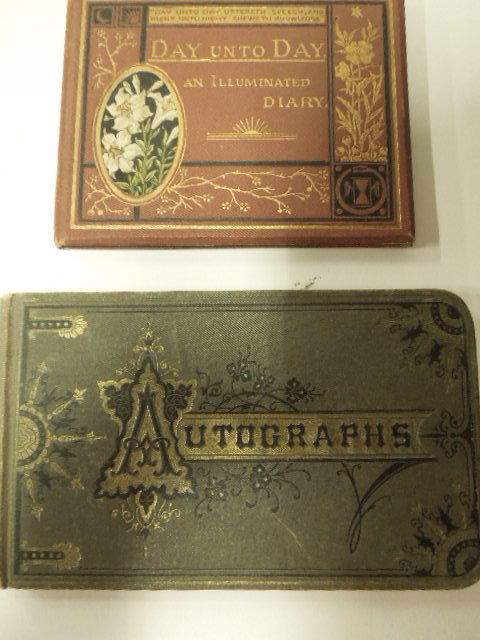 "DAY UNTO DAY UTTERETH SPEECH, AND
NIGHT UNTO NIGHT SHEWETH KNOWLEDGE"
DAY UNTO DAY,
AN ILLUMINATED
DIARY.
AUTOGRAPHS